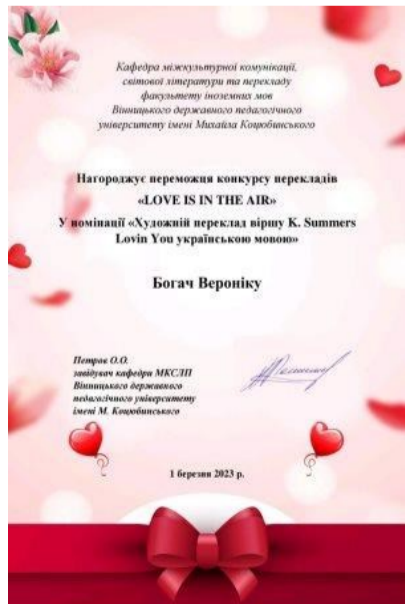 Кафедра міжкультурної комунікації,
світової літератури та перекладу
факультету іноземних мов
Вінницького державного педагогічного
університету імені Михайла Коцюбинського
Нагороджує переможця конкурсу перекладів
«LOVE IS IN THE AIR»
У номінації «Художній переклад віршу K. Summers
Lovin You українською мовою»
Богач Вероніку
Петров О.О.
завідувач кафедри МКСЛП
Вінницького державного
педагогічного університету
імені М. Коцюбинського
1 березня 2023 р.